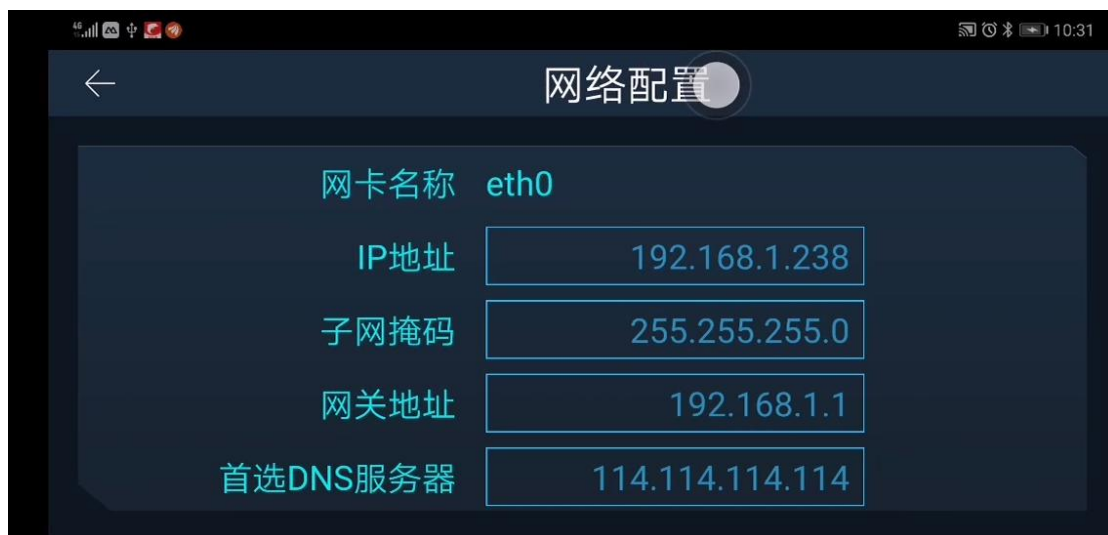 4G
10:31
网络配置
网卡名称 eth0
IP地址 192.168.1.238
子网掩码 255.255.255.0
网关地址 192.168.1.1
首选DNS服务器 114.114.114.114